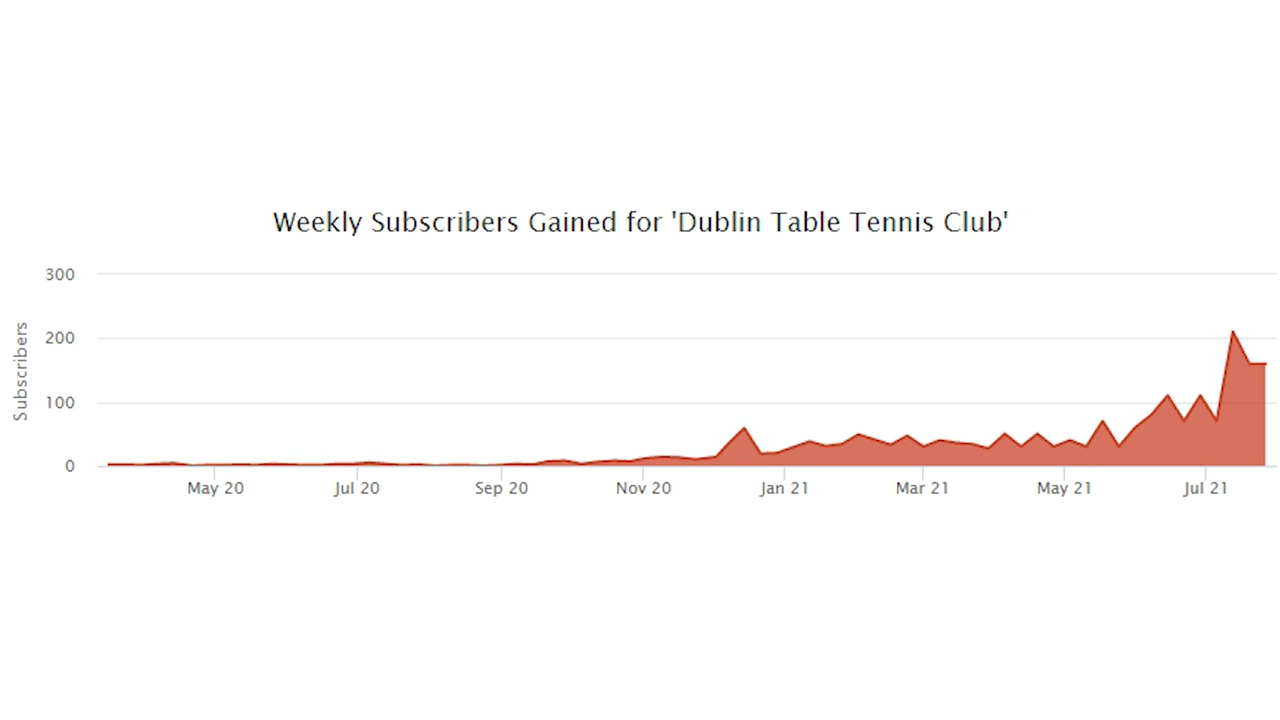 Weekly Subscribers Gained for 'Dublin Table Tennis Club'
300
200
100
0
Subscribers
May 20 Jul 20 Sep 20 Nov 20 Jan 21 Mar 21 May 21 Jul 21